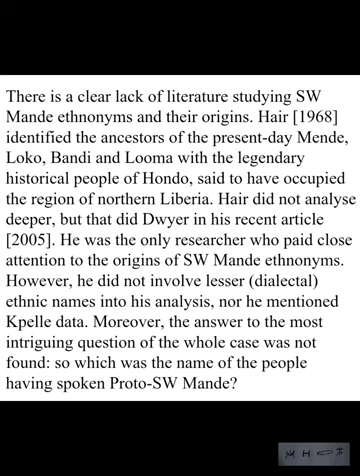 There is a clear lack of literature studying SW
Mande ethnonyms and their origins. Hair [1968]
identified the ancestors of the present-day Mende,
Loko, Bandi and Looma with the legendary
historical people of Hondo, said to have occupied
the region of northern Liberia. Hair did not analyse
deeper, but that did Dwyer in his recent article
[2005]. He was the only researcher who paid close
attention to the origins of SW Mande ethnonyms.
However, he did not involve lesser (dialectal)
ethnic names into his analysis, nor he mentioned
Kpelle data. Moreover, the answer to the most
intriguing question of the whole case was not
found: so which was the name of the people
having spoken Proto-SW Mande?